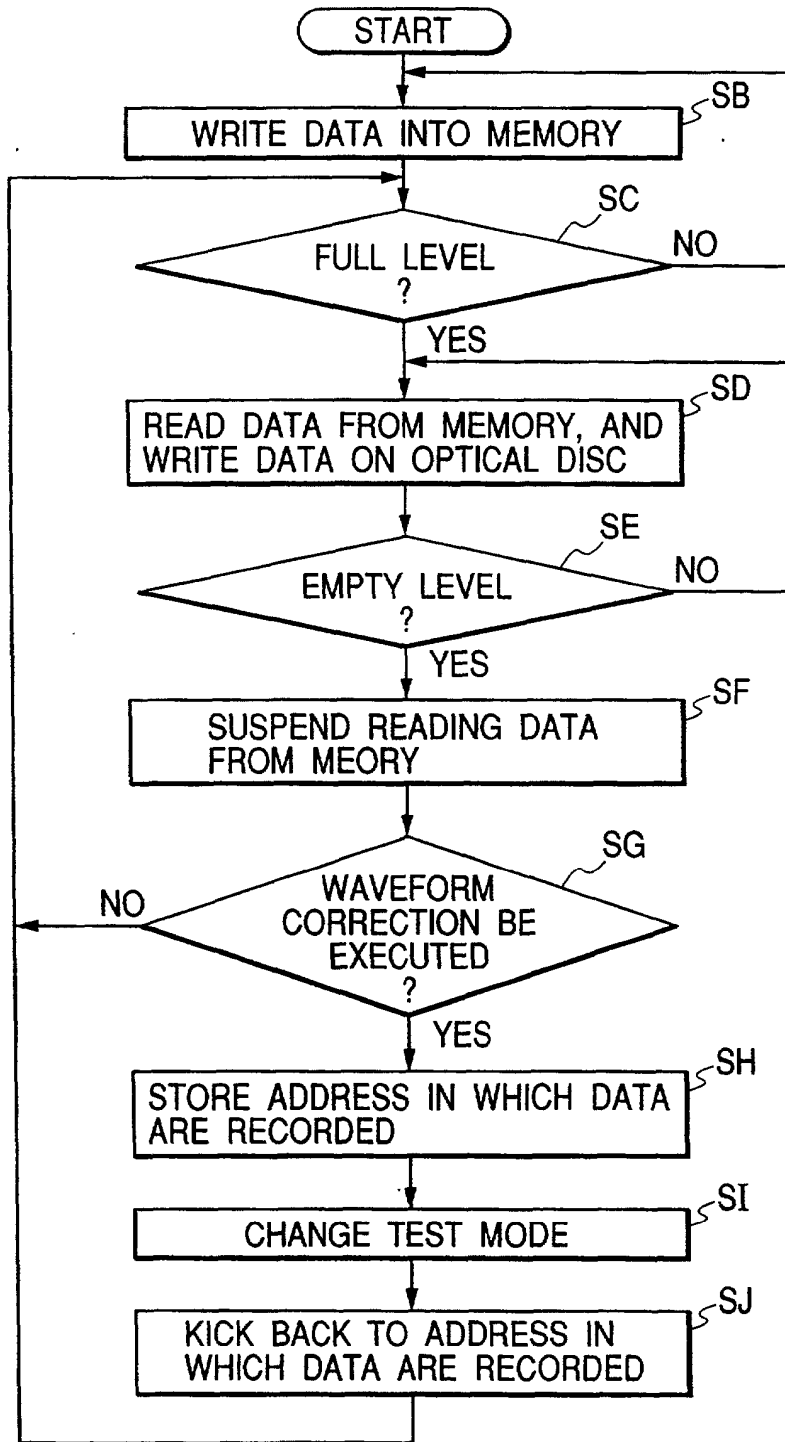 START
SB
WRITE DATA INTO MEMORY
SC
FULL LEVEL
?
NO
YES
SD
READ DATA FROM MEMORY, AND
WRITE DATA ON OPTICAL DISC
SE
EMPTY LEVEL
?
NO
YES
SF
SUSPEND READING DATA
FROM MEORY
SG
WAVEFORM
CORRECTION BE
EXECUTED
?
NO
YES
SH
STORE ADDRESS IN WHICH DATA
ARE RECORDED
SI
CHANGE TEST MODE
SJ
KICK BACK TO ADDRESS IN
WHICH DATA ARE RECORDED